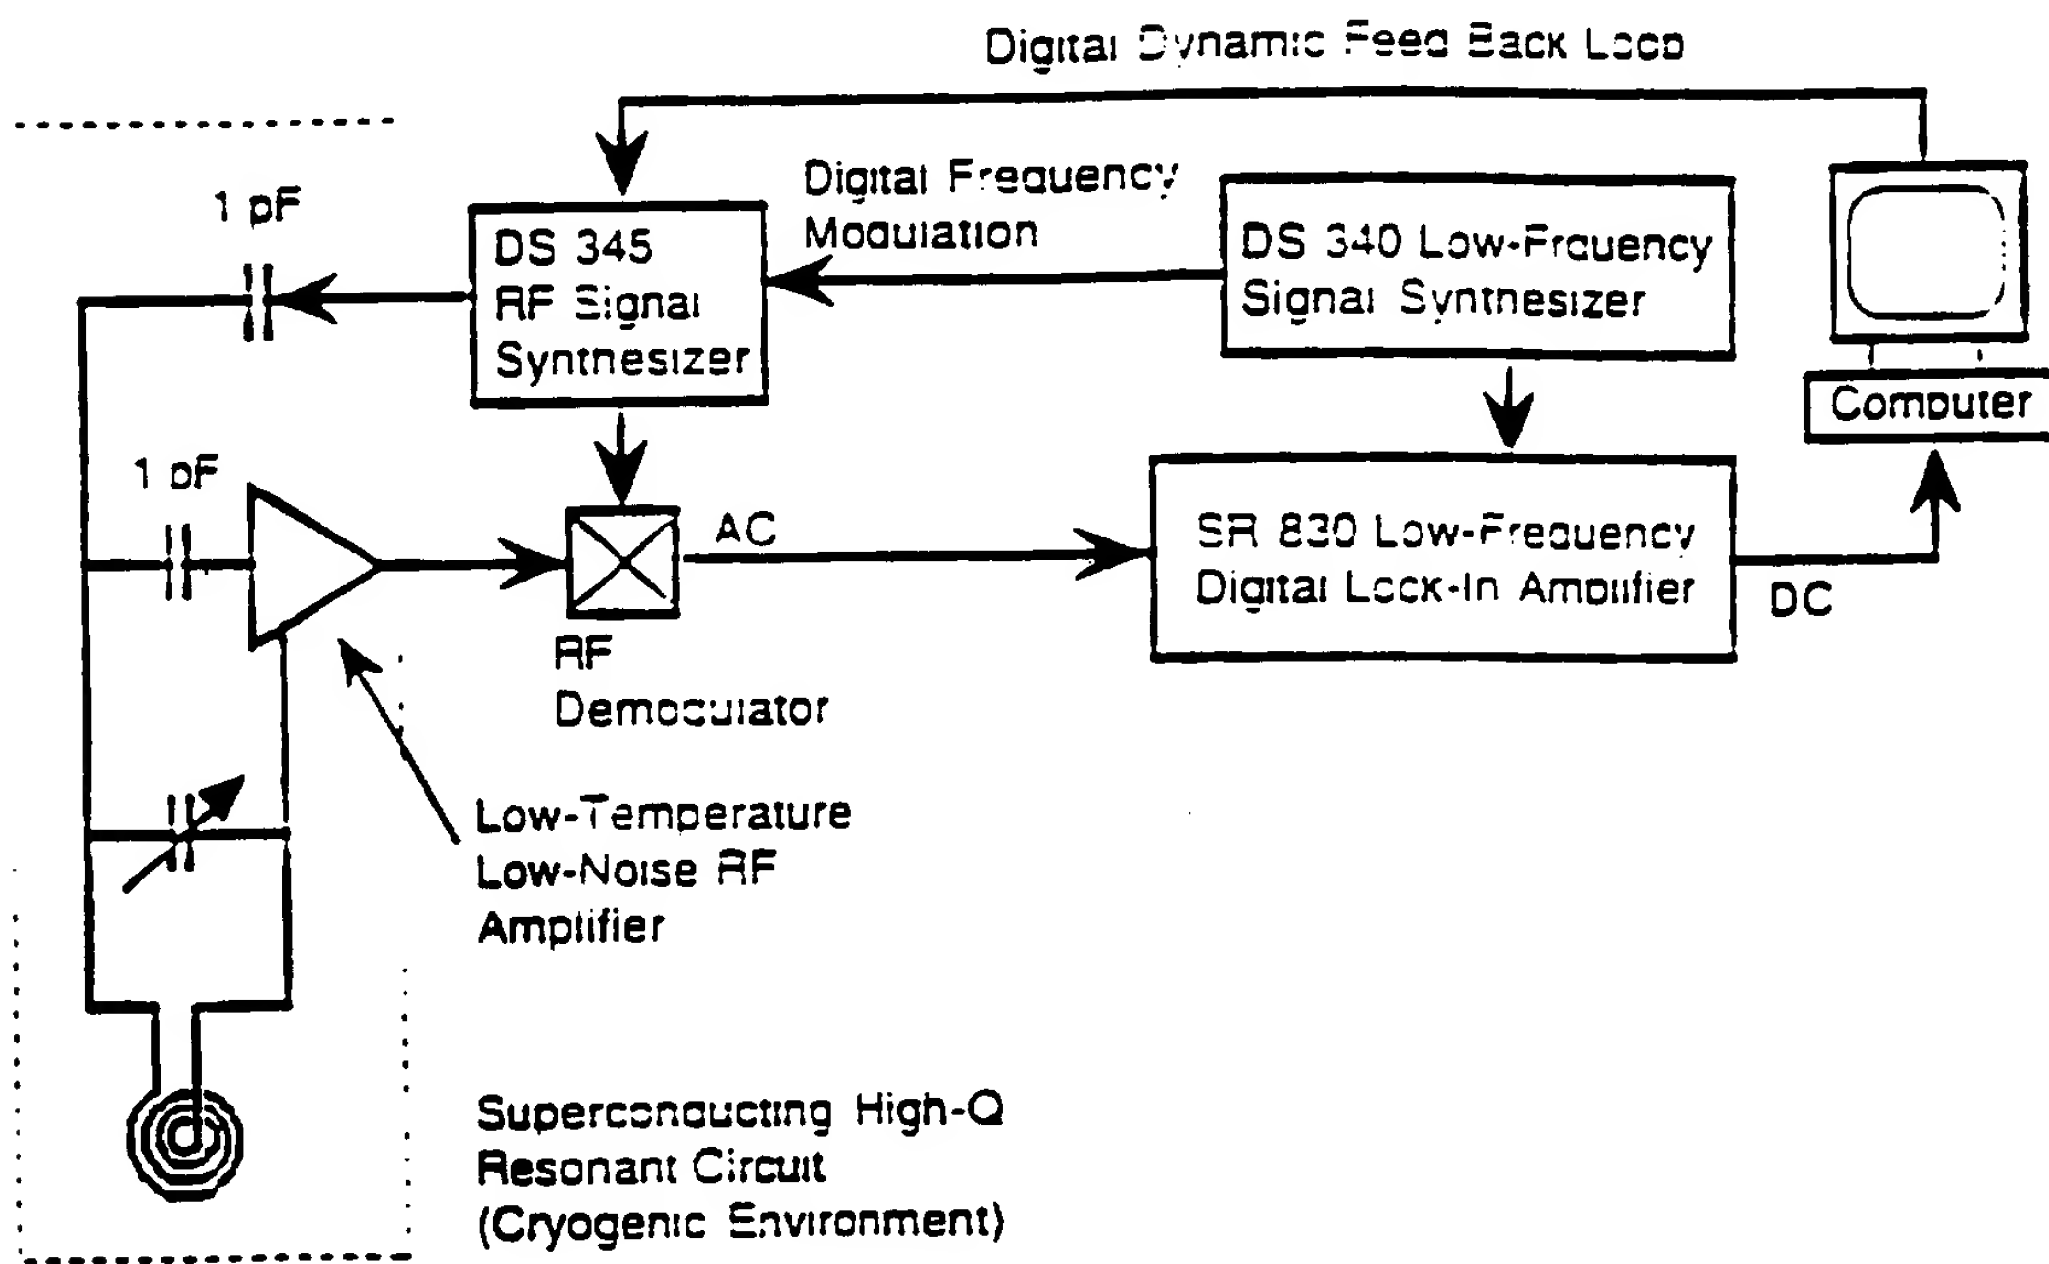 Digital Dynamic Feed Back Loop
1 pF
DS 345
RF Signal
Synthesizer
Digital Frequency
Modulation
DS 340 Low-Frquency
Signal Synthesizer
Computer
1 pF
AC
SR 830 Low-Frequency
Digital Lock-In Amplifier
DC
RF
Demodulator
Low-Temperature
Low-Noise RF
Amplifier
Superconducting High-Q
Resonant Circuit
(Cryogenic Environment)